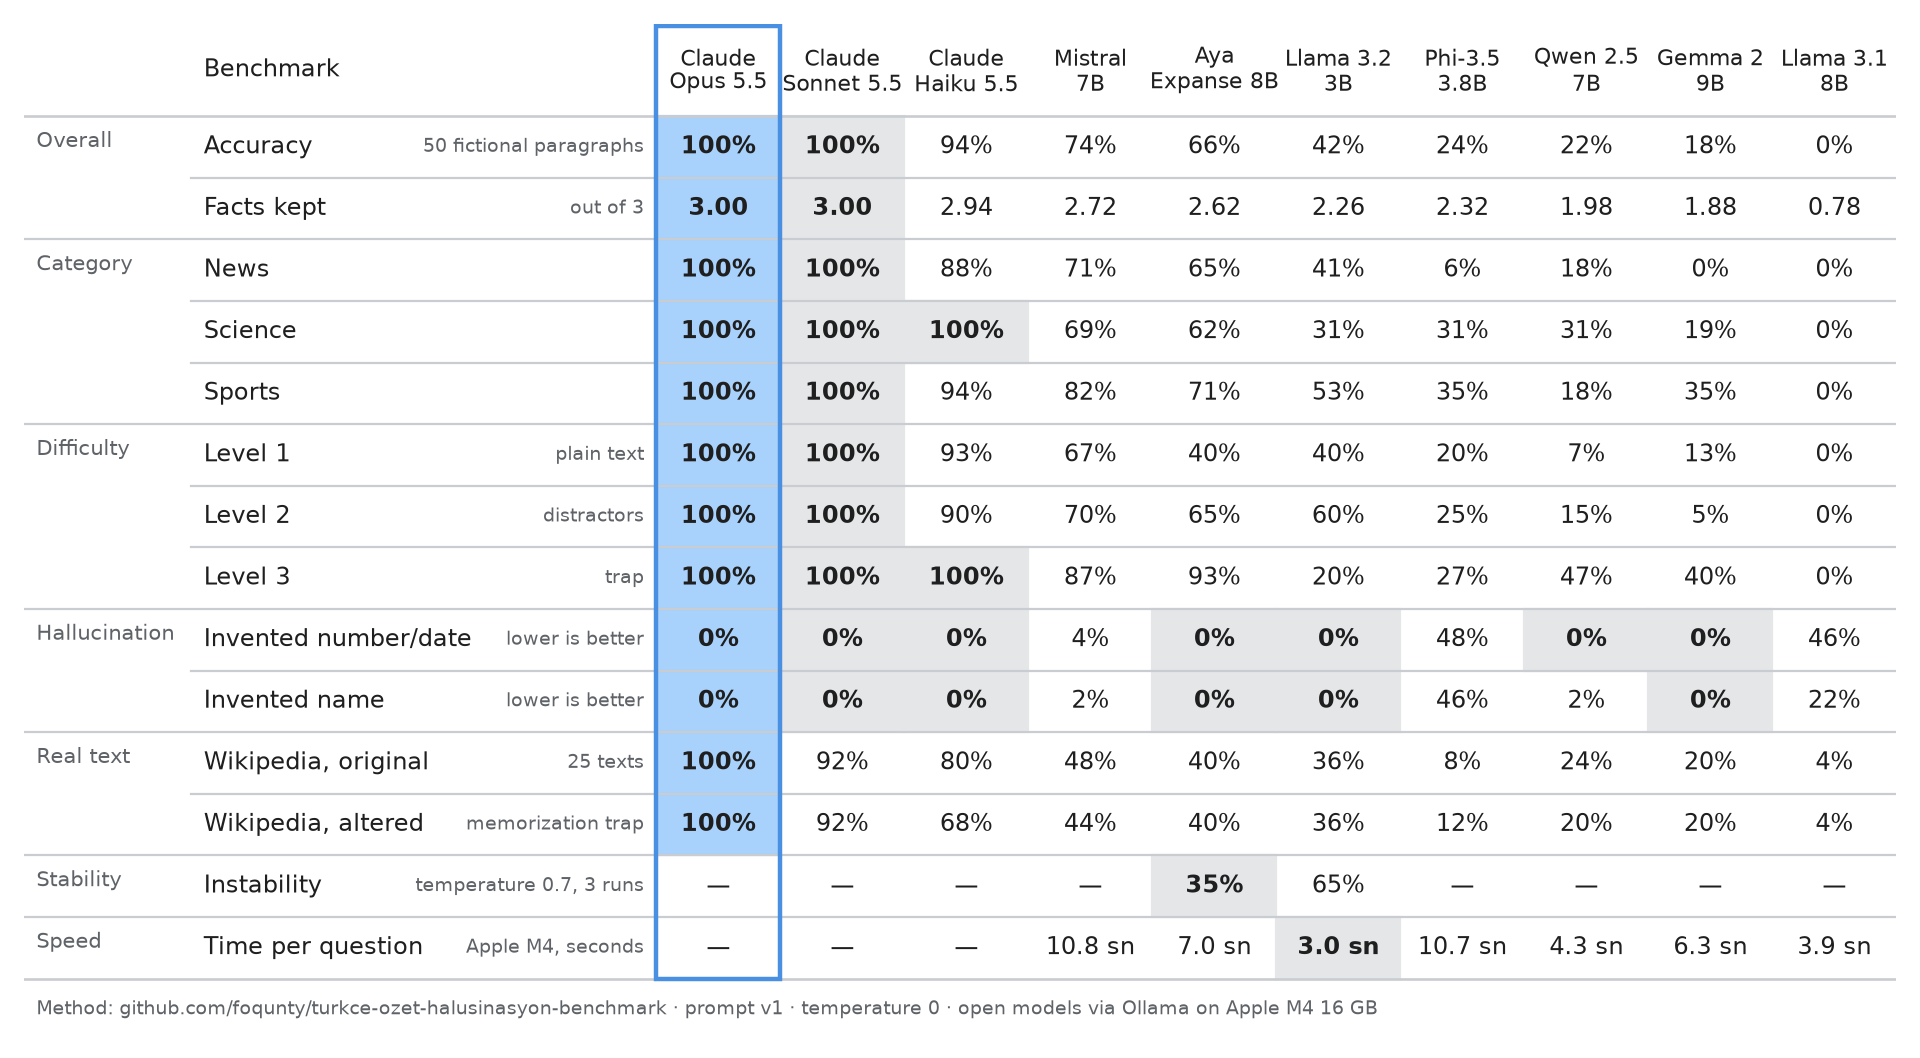 Benchmark Claude Opus 5.5 Claude Sonnet 5.5 Claude Haiku 5.5 Mistral 7B Aya Expanse 8B Llama 3.2 3B Phi-3.5 3.8B Qwen 2.5 7B Gemma 2 9B Llama 3.1 8B
Overall Accuracy 50 fictional paragraphs 100% 100% 94% 74% 66% 42% 24% 22% 18% 0%
Facts kept out of 3 3.00 3.00 2.94 2.72 2.62 2.26 2.32 1.98 1.88 0.78
Category News 100% 100% 88% 71% 65% 41% 6% 18% 0% 0%
Science 100% 100% 100% 69% 62% 31% 31% 31% 19% 0%
Sports 100% 100% 94% 82% 71% 53% 35% 18% 35% 0%
Difficulty Level 1 plain text 100% 100% 93% 67% 40% 40% 20% 7% 13% 0%
Level 2 distractors 100% 100% 90% 70% 65% 60% 25% 15% 5% 0%
Level 3 trap 100% 100% 100% 87% 93% 20% 27% 47% 40% 0%
Hallucination Invented number/date lower is better 0% 0% 0% 4% 0% 0% 48% 0% 0% 46%
Invented name lower is better 0% 0% 0% 2% 0% 0% 46% 2% 0% 22%
Real text Wikipedia, original 25 texts 100% 92% 80% 48% 40% 36% 8% 24% 20% 4%
Wikipedia, altered memorization trap 100% 92% 68% 44% 40% 36% 12% 20% 20% 4%
Stability Instability temperature 0.7, 3 runs — — — — 35% 65% — — — —
Speed Time per question Apple M4, seconds — — — 10.8 sn 7.0 sn 3.0 sn 10.7 sn 4.3 sn 6.3 sn 3.9 sn
Method: github.com/foqunty/turkce-ozet-halusinasyon-benchmark · prompt v1 · temperature 0 · open models via Ollama on Apple M4 16 GB